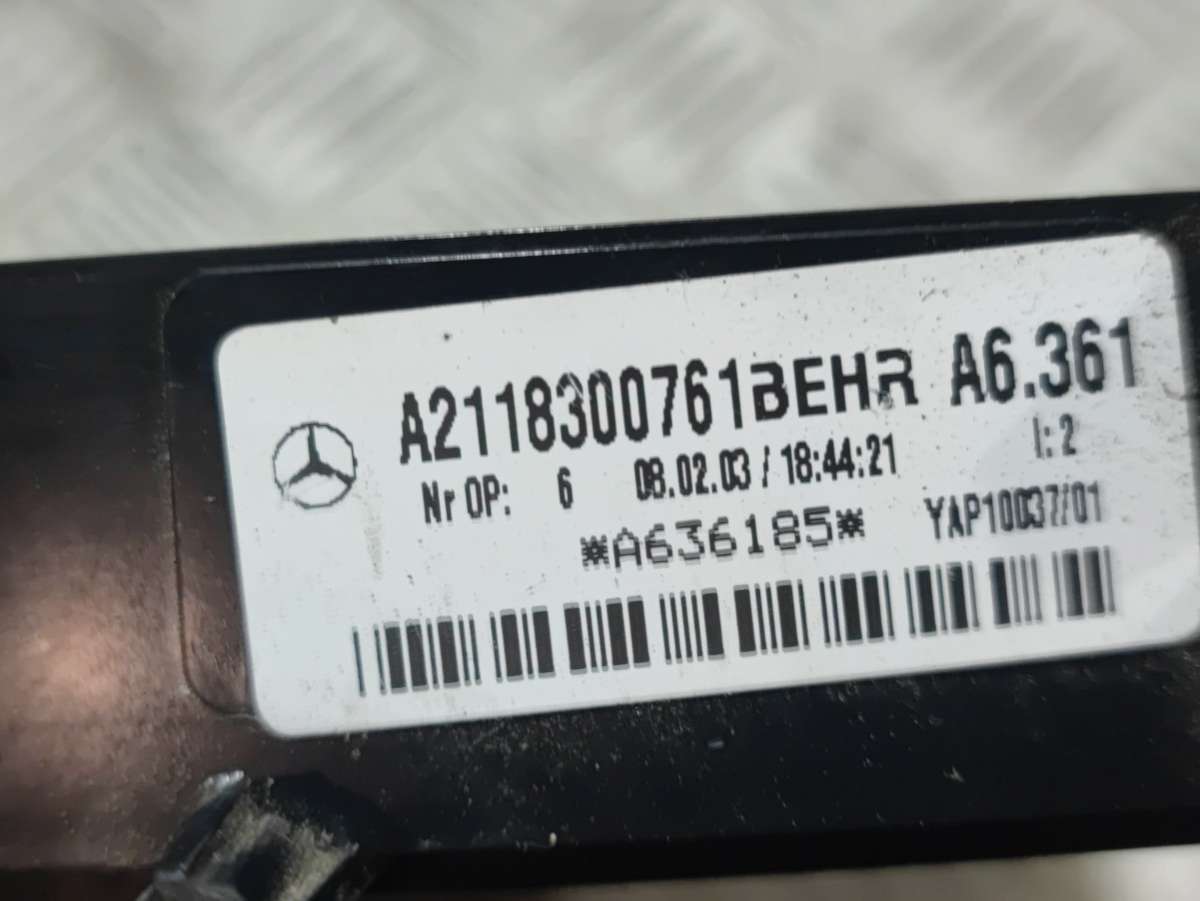 A2118300761BEHR A6.361
Nr OP: 6 08.02.03 / 18:44:21 I: 2
*A636185* YAP10037/01